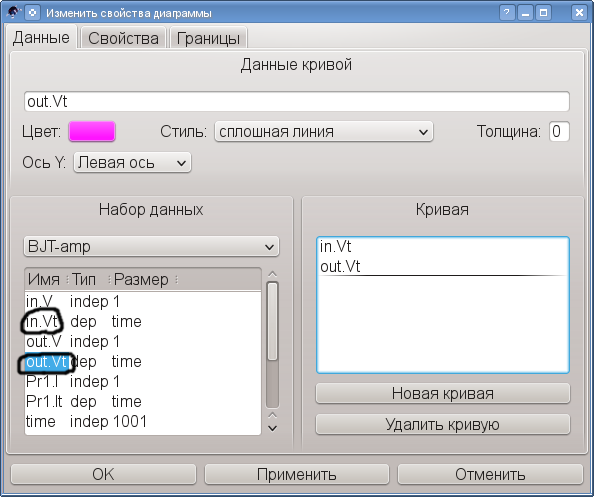 Изменить свойства диаграммы
Данные Свойства Границы
Данные кривой
out.Vt
Цвет: Стиль: сплошная линия Толщина: 0
Ось Y: Левая ось
Набор данных
BJT-amp
Имя Тип Размер
in.V indep 1
in.Vt dep time
out.V indep 1
out.Vt dep time
Pr1.I indep 1
Pr1.It dep time
time indep 1001
Кривая
in.Vt
out.Vt
Новая кривая
Удалить кривую
OK Применить Отменить